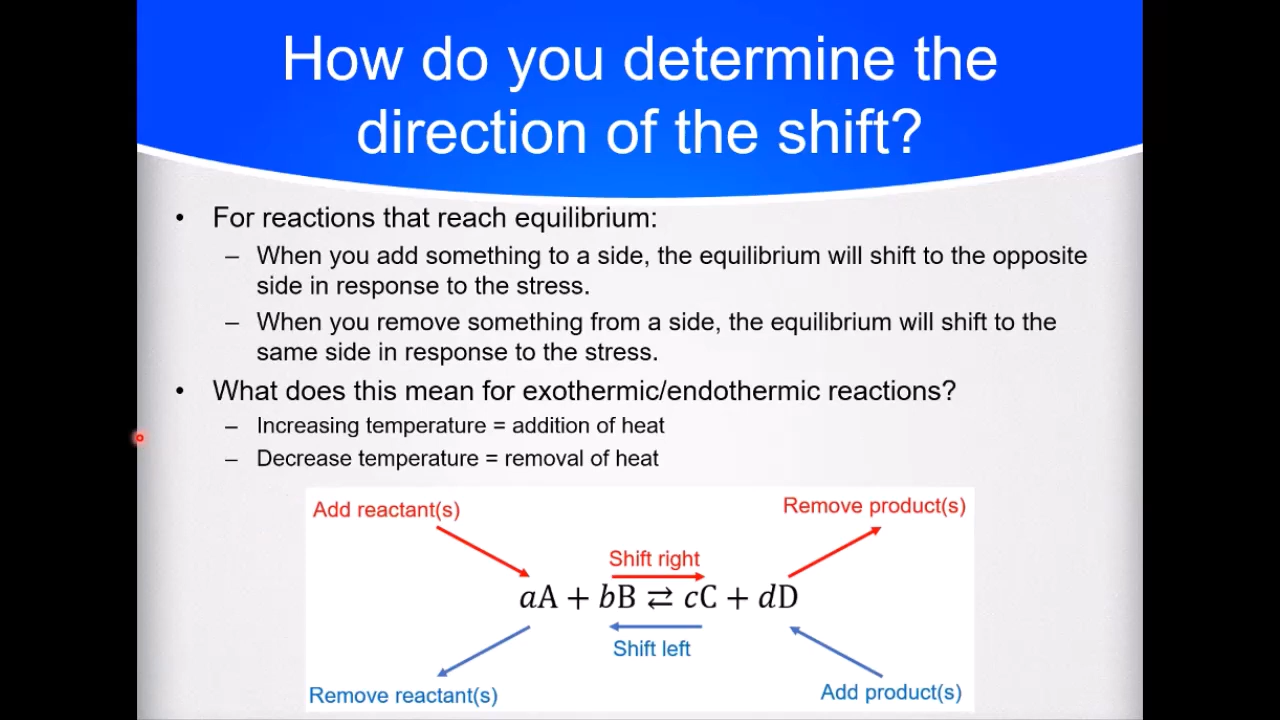 How do you determine the
direction of the shift?
• For reactions that reach equilibrium:
– When you add something to a side, the equilibrium will shift to the opposite
side in response to the stress.
– When you remove something from a side, the equilibrium will shift to the
same side in response to the stress.
• What does this mean for exothermic/endothermic reactions?
– Increasing temperature = addition of heat
– Decrease temperature = removal of heat
Add reactant(s)
Remove product(s)
Shift right
aA + bB ⇄ cC + dD
Shift left
Remove reactant(s)
Add product(s)